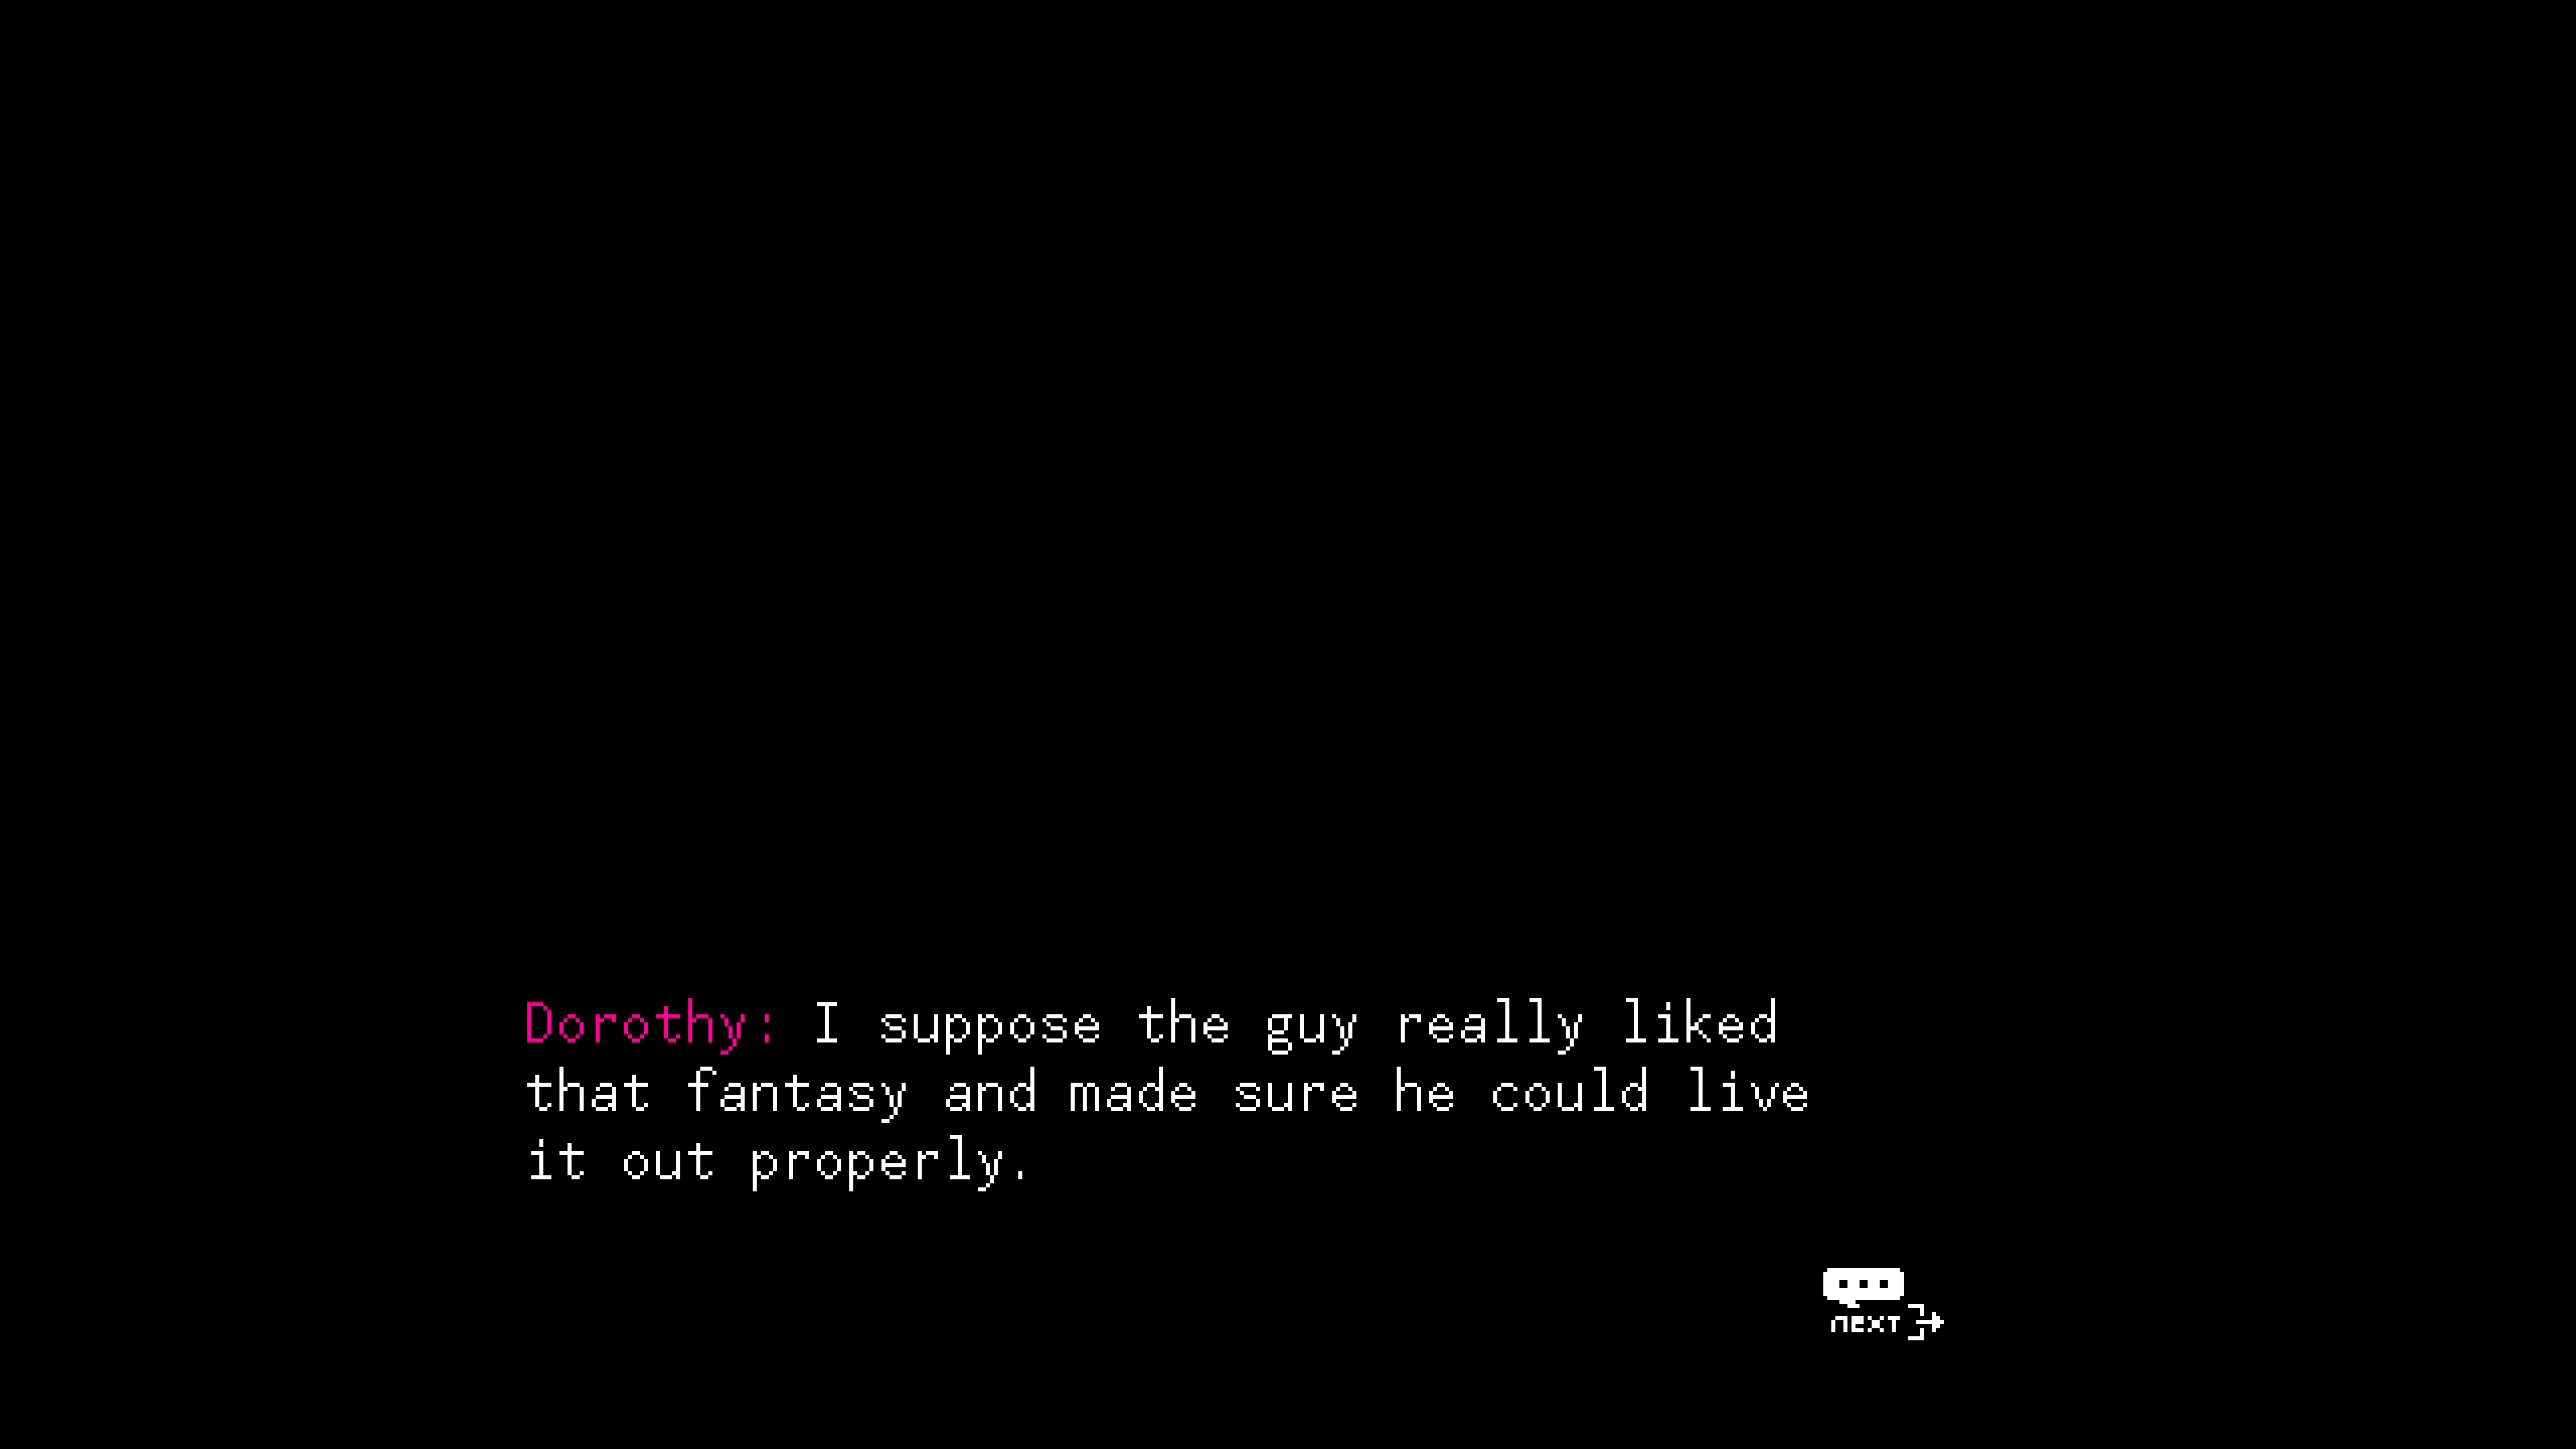 Dorothy: I suppose the guy really liked
that fantasy and made sure he could live
it out properly.
NEXT